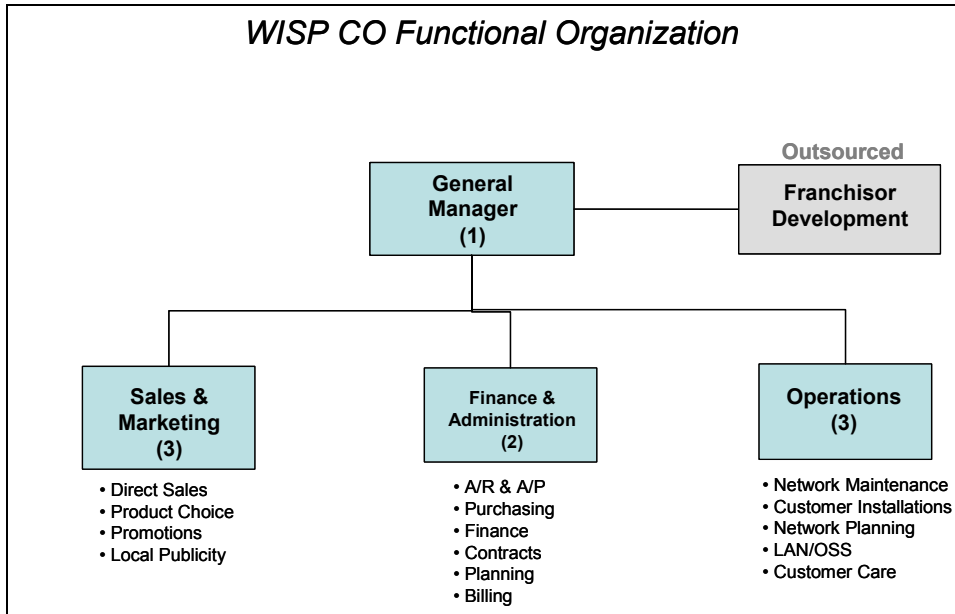 WISP CO Functional Organization
Outsourced
General
Manager
(1)
Franchisor
Development
Sales &
Marketing
(3)
• Direct Sales
• Product Choice
• Promotions
• Local Publicity
Finance &
Administration
(2)
• A/R & A/P
• Purchasing
• Finance
• Contracts
• Planning
• Billing
Operations
(3)
• Network Maintenance
• Customer Installations
• Network Planning
• LAN/OSS
• Customer Care